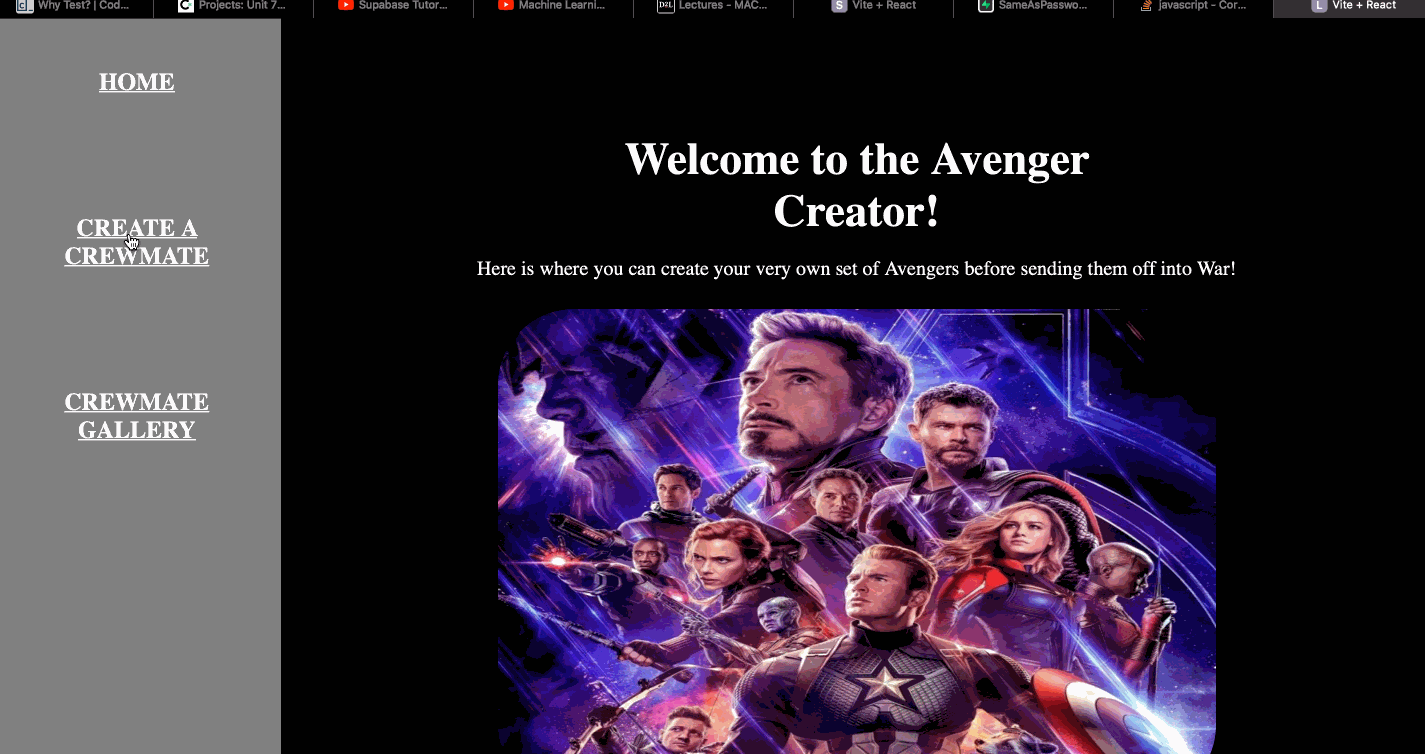 Why Test? | Cod...
Projects: Unit 7...
Supabase Tutor...
Machine Learni...
D2L Lectures - MAC...
S Vite + React
SameAsPasswo...
javascript - Cor...
L Vite + React
HOME
CREATE A
CREWMATE
CREWMATE
GALLERY
Welcome to the Avenger
Creator!
Here is where you can create your very own set of Avengers before sending them off into War!